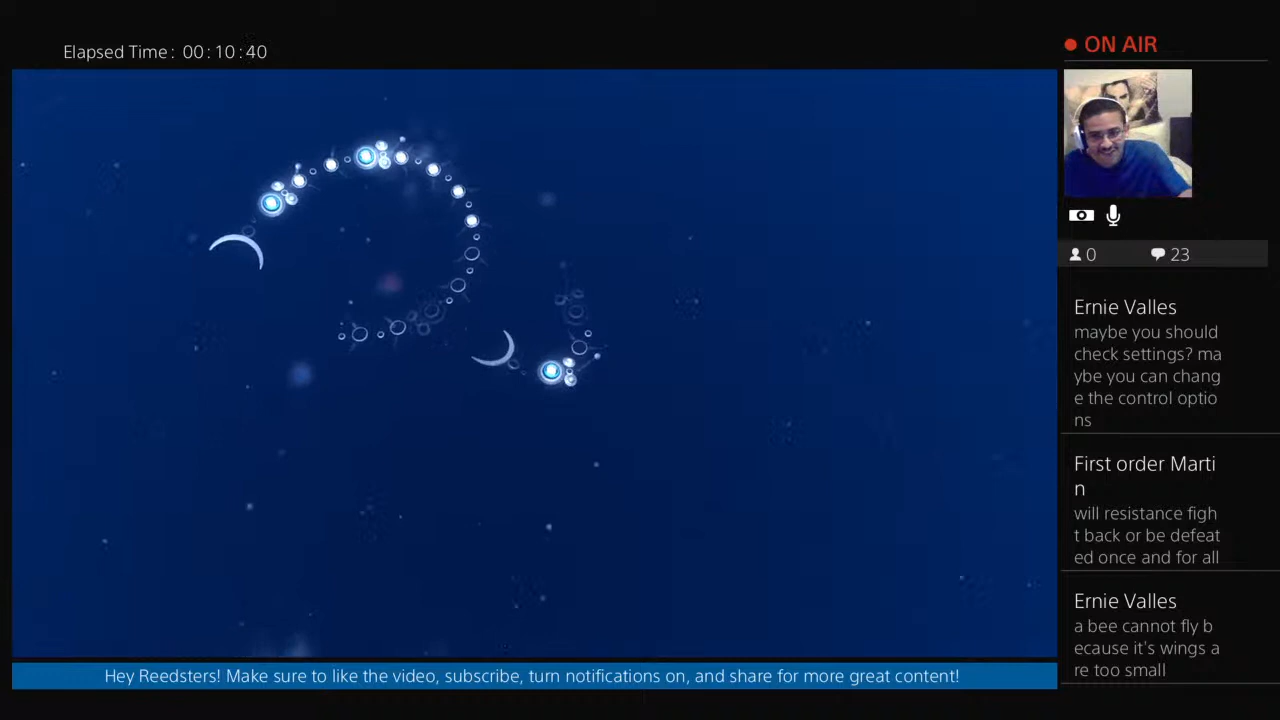 Elapsed Time: 00:10:40
ON AIR
0 23
Ernie Valles
maybe you should
check settings? ma
ybe you can chang
e the control optio
ns
First order Marti
n
will resistance figh
t back or be defeat
ed once and for all
Ernie Valles
a bee cannot fly b
ecause it's wings a
re too small
Hey Reedsters! Make sure to like the video, subscribe, turn notifications on, and share for more great content!